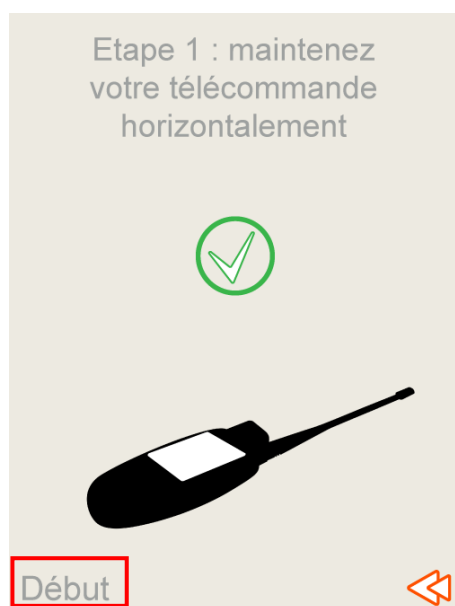 Etape 1 : maintenez
votre télécommande
horizontalement
Début